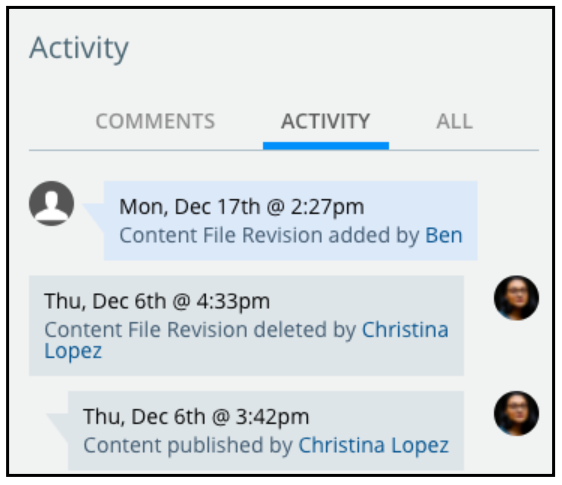 Activity
COMMENTS ACTIVITY ALL
Mon, Dec 17th @ 2:27pm
Content File Revision added by Ben
Thu, Dec 6th @ 4:33pm
Content File Revision deleted by Christina
Lopez
Thu, Dec 6th @ 3:42pm
Content published by Christina Lopez